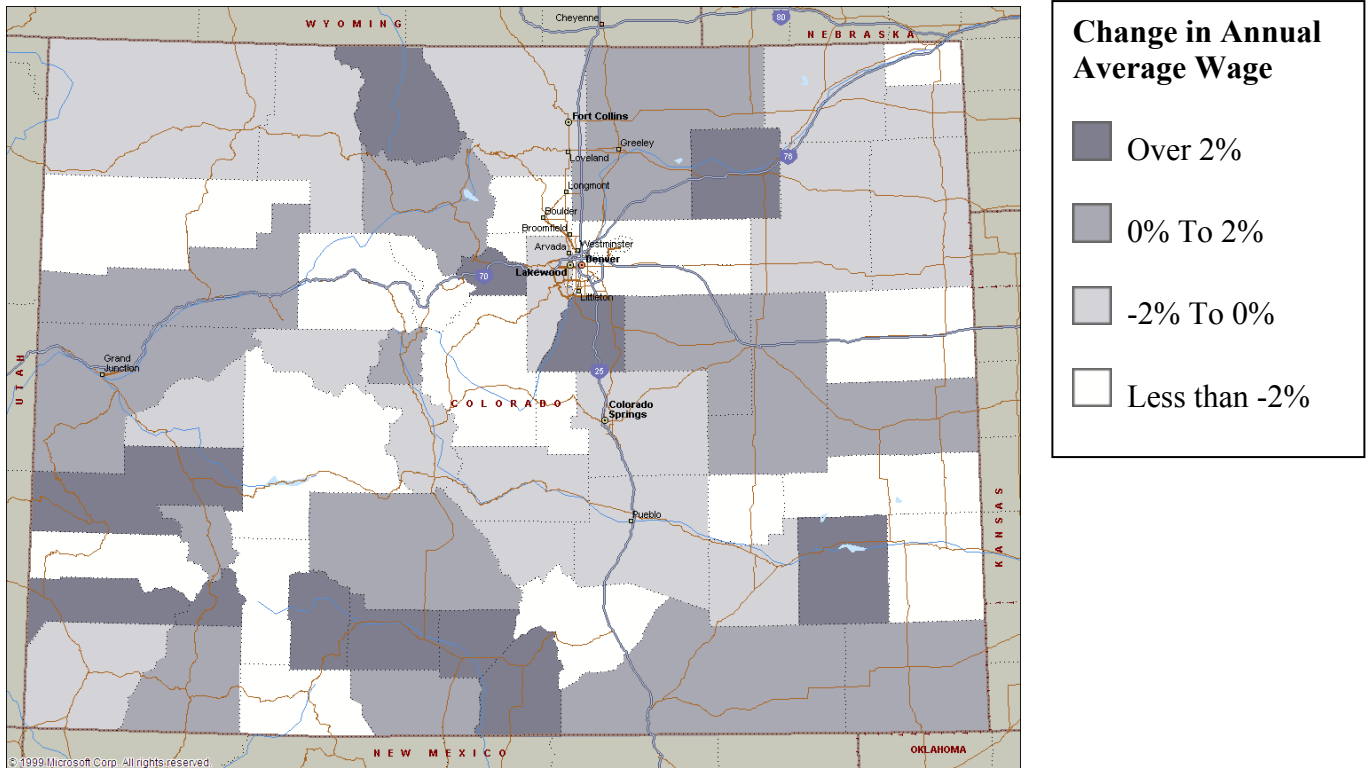 WYOMING
Cheyenne
80
NEBRASKA
Fort Collins
Greeley
Loveland
76
Longmont
Boulder
Broomfield
Arvada
Westminster
Denver
Lakewood
70
Littleton
UTAH
Grand
Junction
25
COLORADO
Colorado
Springs
Pueblo
KANSAS
NEW MEXICO
OKLAHOMA
© 1999 Microsoft Corp. All rights reserved.
Change in Annual
Average Wage
Over 2%
0% To 2%
-2% To 0%
Less than -2%